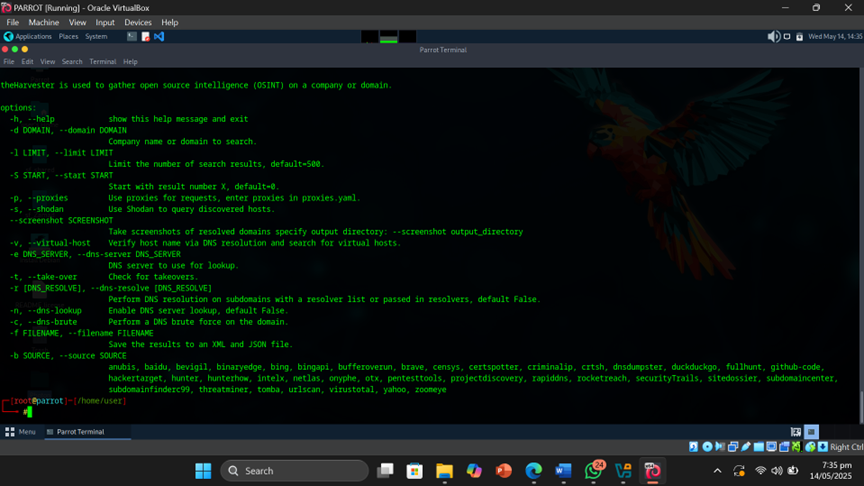 PARROT [Running] - Oracle VirtualBox
File Machine View Input Devices Help
Applications Places System
Wed May 14, 14:35
Parrot Terminal
File Edit View Search Terminal Help
theHarvester is used to gather open source intelligence (OSINT) on a company or domain.
options:
-h, --help show this help message and exit
-d DOMAIN, --domain DOMAIN
Company name or domain to search.
-l LIMIT, --limit LIMIT
Limit the number of search results, default=500.
-S START, --start START
Start with result number X, default=0.
-p, --proxies Use proxies for requests, enter proxies in proxies.yaml.
-s, --shodan Use Shodan to query discovered hosts.
--screenshot SCREENSHOT
Take screenshots of resolved domains specify output directory: --screenshot output_directory
-v, --virtual-host Verify host name via DNS resolution and search for virtual hosts.
-e DNS_SERVER, --dns-server DNS_SERVER
DNS server to use for lookup.
-t, --take-over Check for takeovers.
-r [DNS_RESOLVE], --dns-resolve [DNS_RESOLVE]
Perform DNS resolution on subdomains with a resolver list or passed in resolvers, default False.
-n, --dns-lookup Enable DNS server lookup, default False.
-c, --dns-brute Perform a DNS brute force on the domain.
-f FILENAME, --filename FILENAME
Save the results to an XML and JSON file.
-b SOURCE, --source SOURCE
anubis, baidu, bevigil, binaryedge, bing, bingapi, bufferoverun, brave, censys, certspotter, criminalip, crtsh, dnsdumpster, duckduckgo, fullhunt, github-code,
hackertarget, hunter, hunterhow, intelx, netlas, onyphe, otx, pentesttools, projectdiscovery, rapiddns, rocketreach, securityTrails, sitedossier, subdomaincenter,
subdomainfinderc99, threatminer, tomba, urlscan, virustotal, yahoo, zoomeye
[root@parrot]-[/home/user]
#
Menu Parrot Terminal
Right Ctrl
Search
24
7:35 pm
14/05/2025